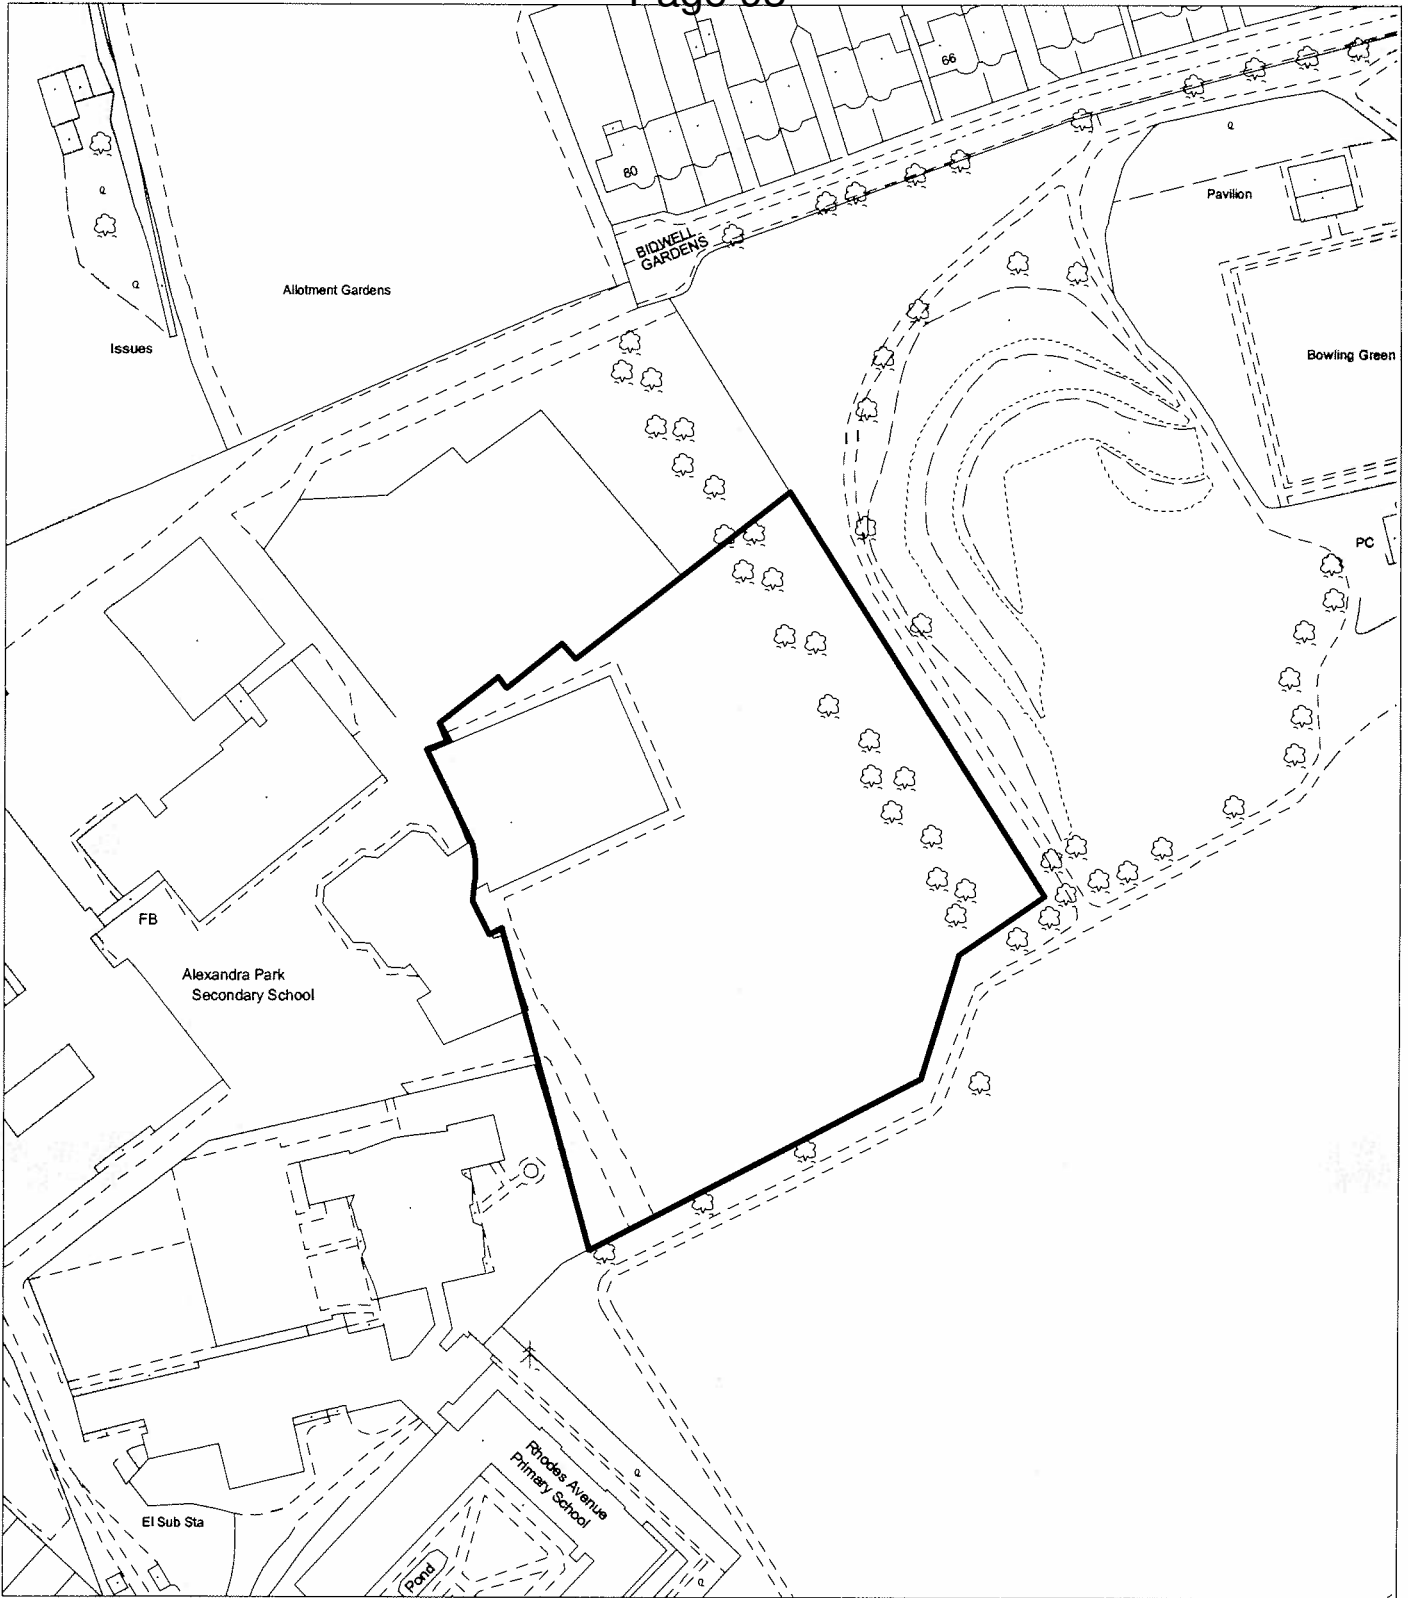 66
60
Pavilion
BIDWELL
GARDENS
Allotment Gardens
Issues
Bowling Green
PC
FB
Alexandra Park
Secondary School
Rhodes Avenue
Primary School
El Sub Sta
Pond